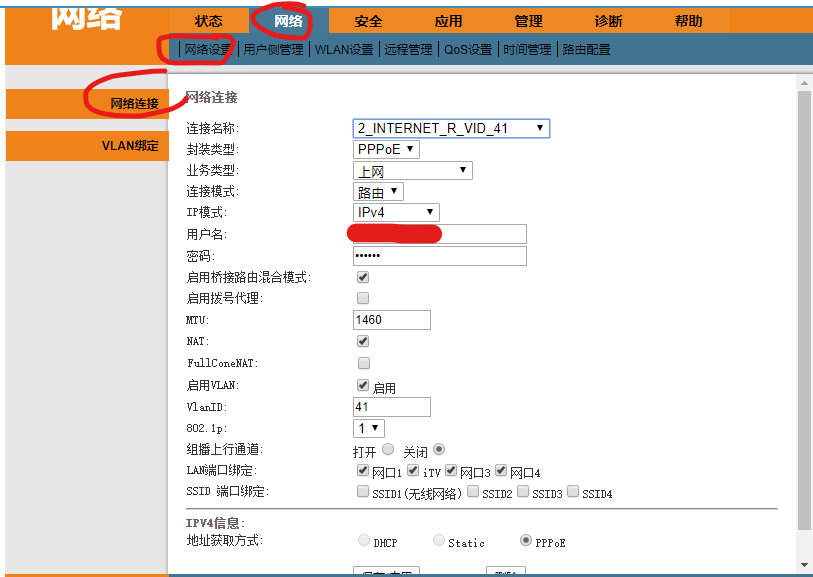 网络
状态 网络 安全 应用 管理 诊断 帮助
网络设置 用户侧管理 WLAN设置 远程管理 QoS设置 时间管理 路由配置
网络连接
VLAN绑定
网络连接
连接名称: 2_INTERNET_R_VID_41
封装类型: PPPoE
业务类型: 上网
连接模式: 路由
IP模式: IPv4
用户名:
密码: ••••••
启用桥接路由混合模式:
启用拨号代理:
MTU: 1460
NAT:
FullConeNAT:
启用VLAN: 启用
VlanID: 41
802.1p: 1
组播上行通道: 打开 关闭
LAN端口绑定: 网口1 iTV 网口3 网口4
SSID 端口绑定: SSID1(无线网络) SSID2 SSID3 SSID4
IPV4信息:
地址获取方式: DHCP Static PPPoE